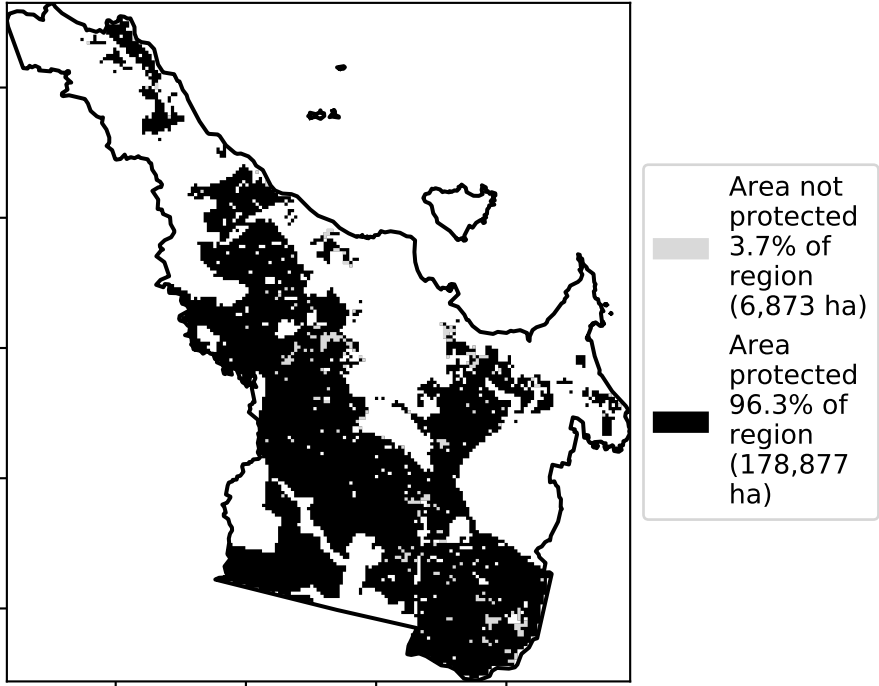 Area not
protected
3.7% of
region
(6,873 ha)
Area
protected
96.3% of
region
(178,877
ha)